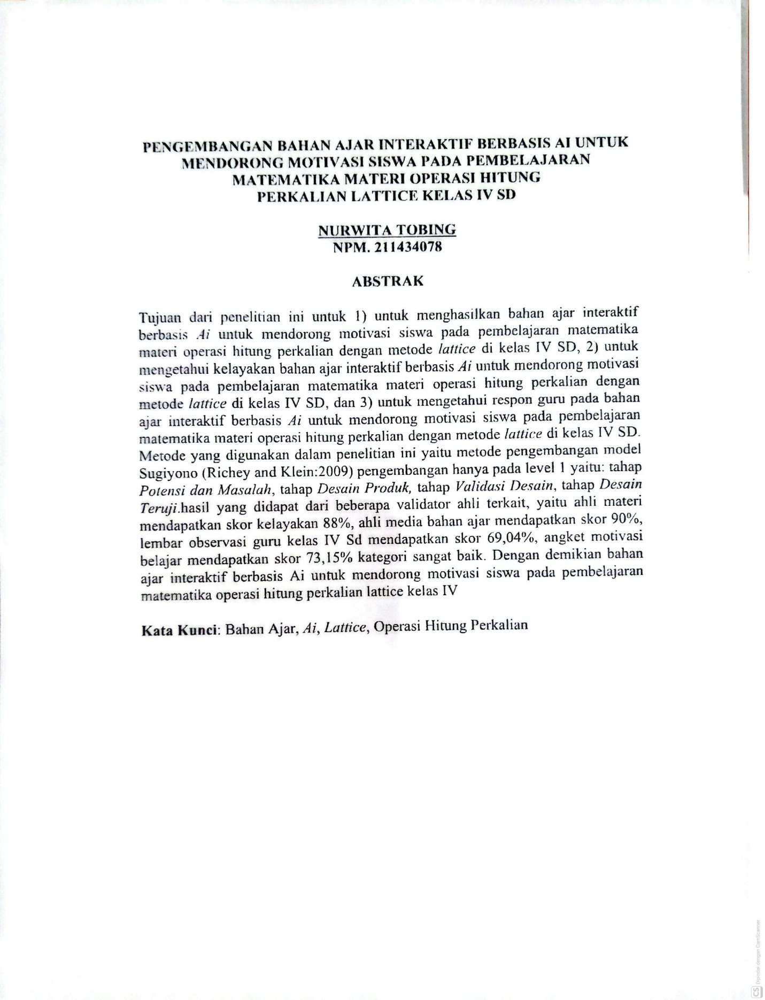 PENGEMBANGAN BAHAN AJAR INTERAKTIF BERBASIS AI UNTUK
MENDORONG MOTIVASI SISWA PADA PEMBELAJARAN
MATEMATIKA MATERI OPERASI HITUNG
PERKALIAN LATTICE KELAS IV SD
NURWITA TOBING
NPM. 211434078
ABSTRAK
Tujuan dari penelitian ini untuk 1) untuk menghasilkan bahan ajar interaktif
berbasis Ai untuk mendorong motivasi siswa pada pembelajaran matematika
materi operasi hitung perkalian dengan metode lattice di kelas IV SD, 2) untuk
mengetahui kelayakan bahan ajar interaktif berbasis Ai untuk mendorong motivasi
siswa pada pembelajaran matematika materi operasi hitung perkalian dengan
metode lattice di kelas IV SD, dan 3) untuk mengetahui respon guru pada bahan
ajar interaktif berbasis Ai untuk mendorong motivasi siswa pada pembelajaran
matematika materi operasi hitung perkalian dengan metode lattice di kelas IV SD.
Metode yang digunakan dalam penelitian ini yaitu metode pengembangan model
Sugiyono (Richey and Klein:2009) pengembangan hanya pada level 1 yaitu: tahap
Potensi dan Masalah, tahap Desain Produk, tahap Validasi Desain, tahap Desain
Teruji.hasil yang didapat dari beberapa validator ahli terkait, yaitu ahli materi
mendapatkan skor kelayakan 88%, ahli media bahan ajar mendapatkan skor 90%,
lembar observasi guru kelas IV Sd mendapatkan skor 69,04%, angket motivasi
belajar mendapatkan skor 73,15% kategori sangat baik. Dengan demikian bahan
ajar interaktif berbasis Ai untuk mendorong motivasi siswa pada pembelajaran
matematika operasi hitung perkalian lattice kelas IV
Kata Kunci: Bahan Ajar, Ai, Lattice, Operasi Hitung Perkalian
CS Dipindai dengan CamScanner